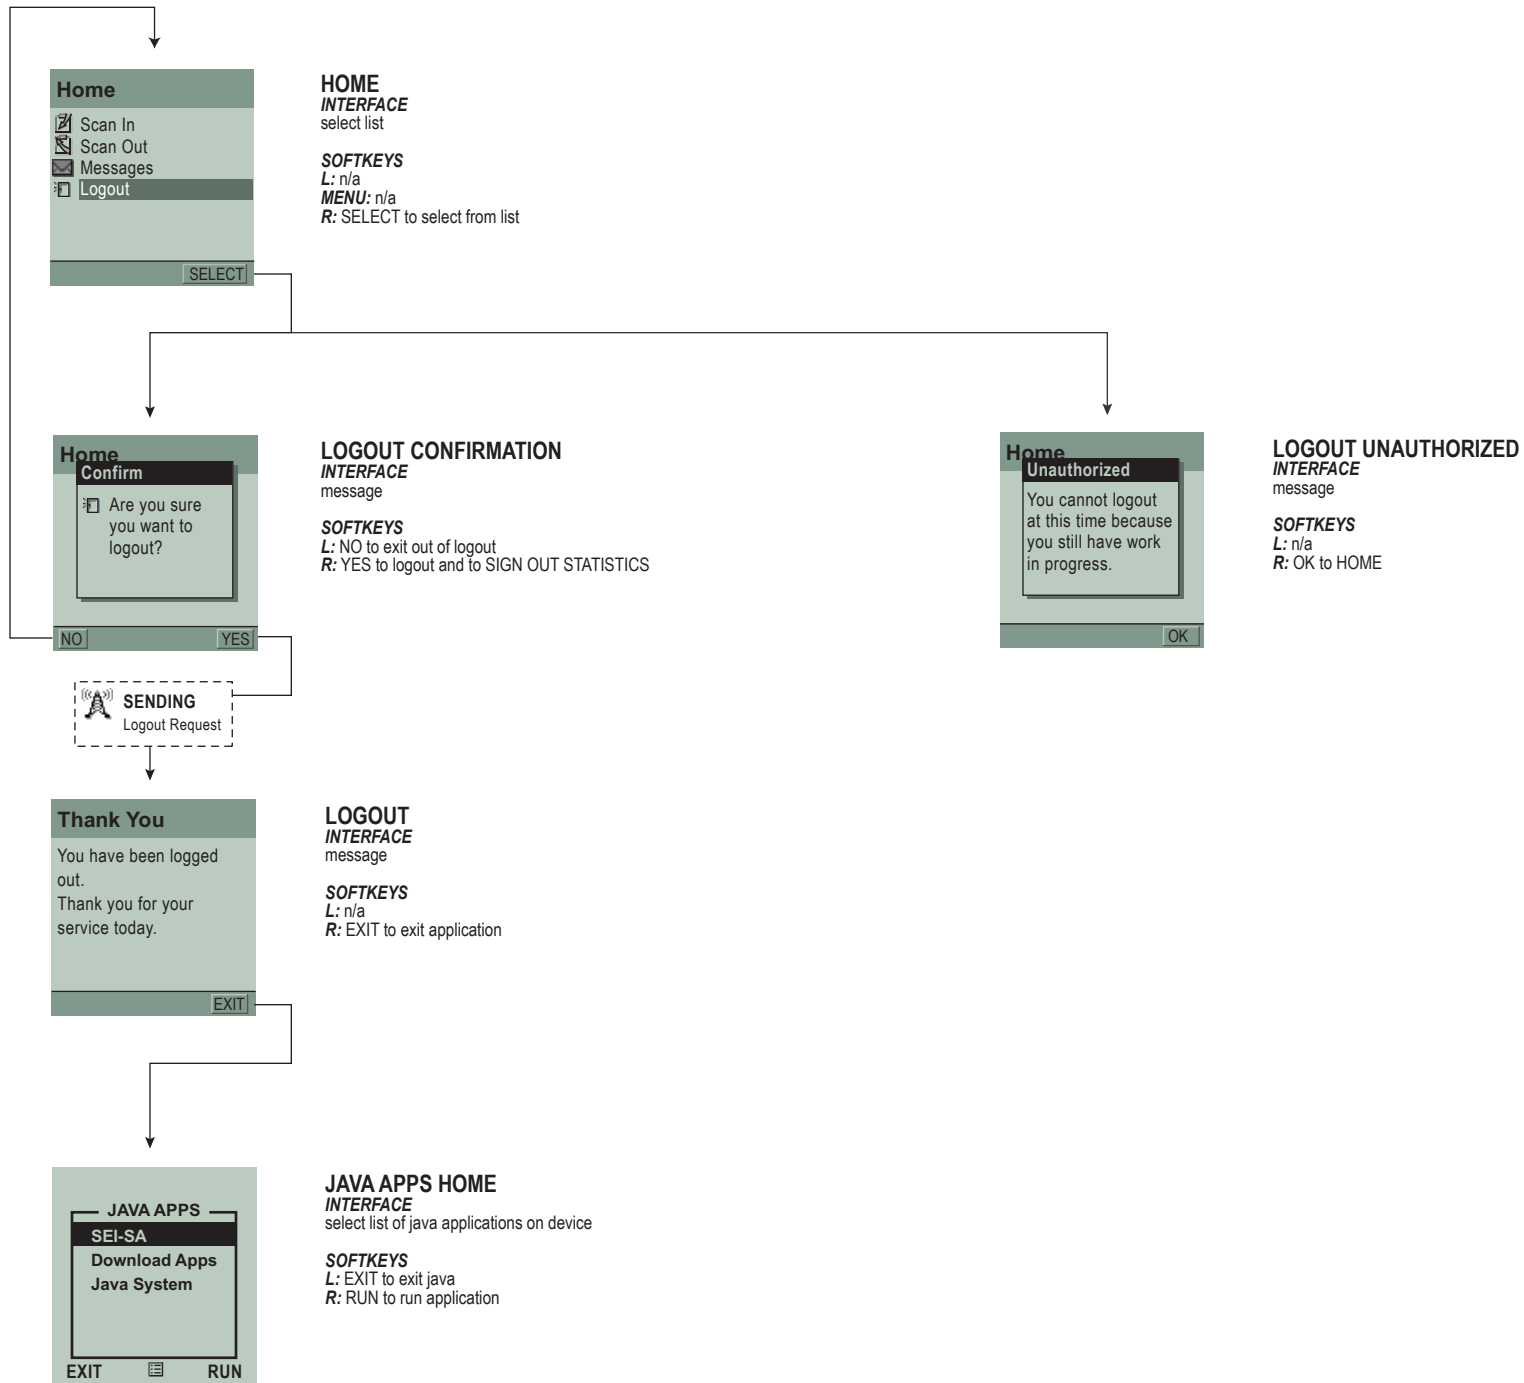 Home
Scan In
Scan Out
Messages
Logout
SELECT
HOME
INTERFACE
select list
SOFTKEYS
L: n/a
MENU: n/a
R: SELECT to select from list
Home
Confirm
Are you sure
you want to
logout?
NO
YES
LOGOUT CONFIRMATION
INTERFACE
message
SOFTKEYS
L: NO to exit out of logout
R: YES to logout and to SIGN OUT STATISTICS
Home
Unauthorized
You cannot logout
at this time because
you still have work
in progress.
OK
LOGOUT UNAUTHORIZED
INTERFACE
message
SOFTKEYS
L: n/a
R: OK to HOME
SENDING
Logout Request
Thank You
You have been logged
out.
Thank you for your
service today.
EXIT
LOGOUT
INTERFACE
message
SOFTKEYS
L: n/a
R: EXIT to exit application
JAVA APPS
SEI-SA
Download Apps
Java System
EXIT
RUN
JAVA APPS HOME
INTERFACE
select list of java applications on device
SOFTKEYS
L: EXIT to exit java
R: RUN to run application